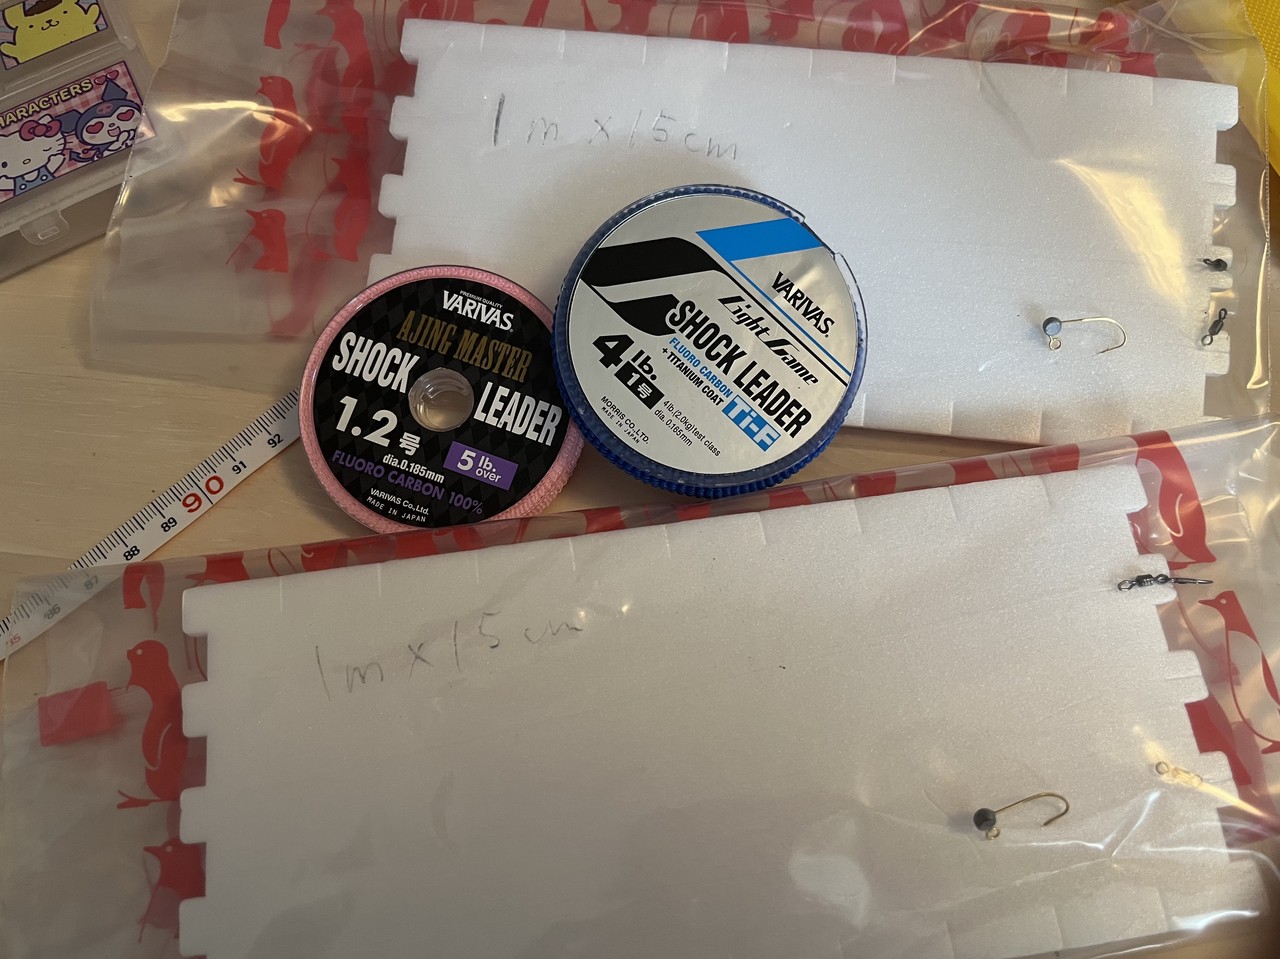 CHARACTERS
1m x 15cm
PREMIUM QUALITY
VARIVAS
AJING MASTER
SHOCK
LEADER
1.2号
dia.0.185mm
5lb.
over
FLUORO CARBON 100%
VARIVAS Co.,Ltd.
MADE IN JAPAN
VARIVAS
Light Game
SHOCK LEADER
FLUORO CARBON
+ TITANIUM COAT
Ti-F
4lb.
1号
4lb.(2.0kg)test class
dia. 0.165mm
MORRIS CO.,LTD.
MADE IN JAPAN
92
91
90
89
88
87
86
85
1m x 15cm